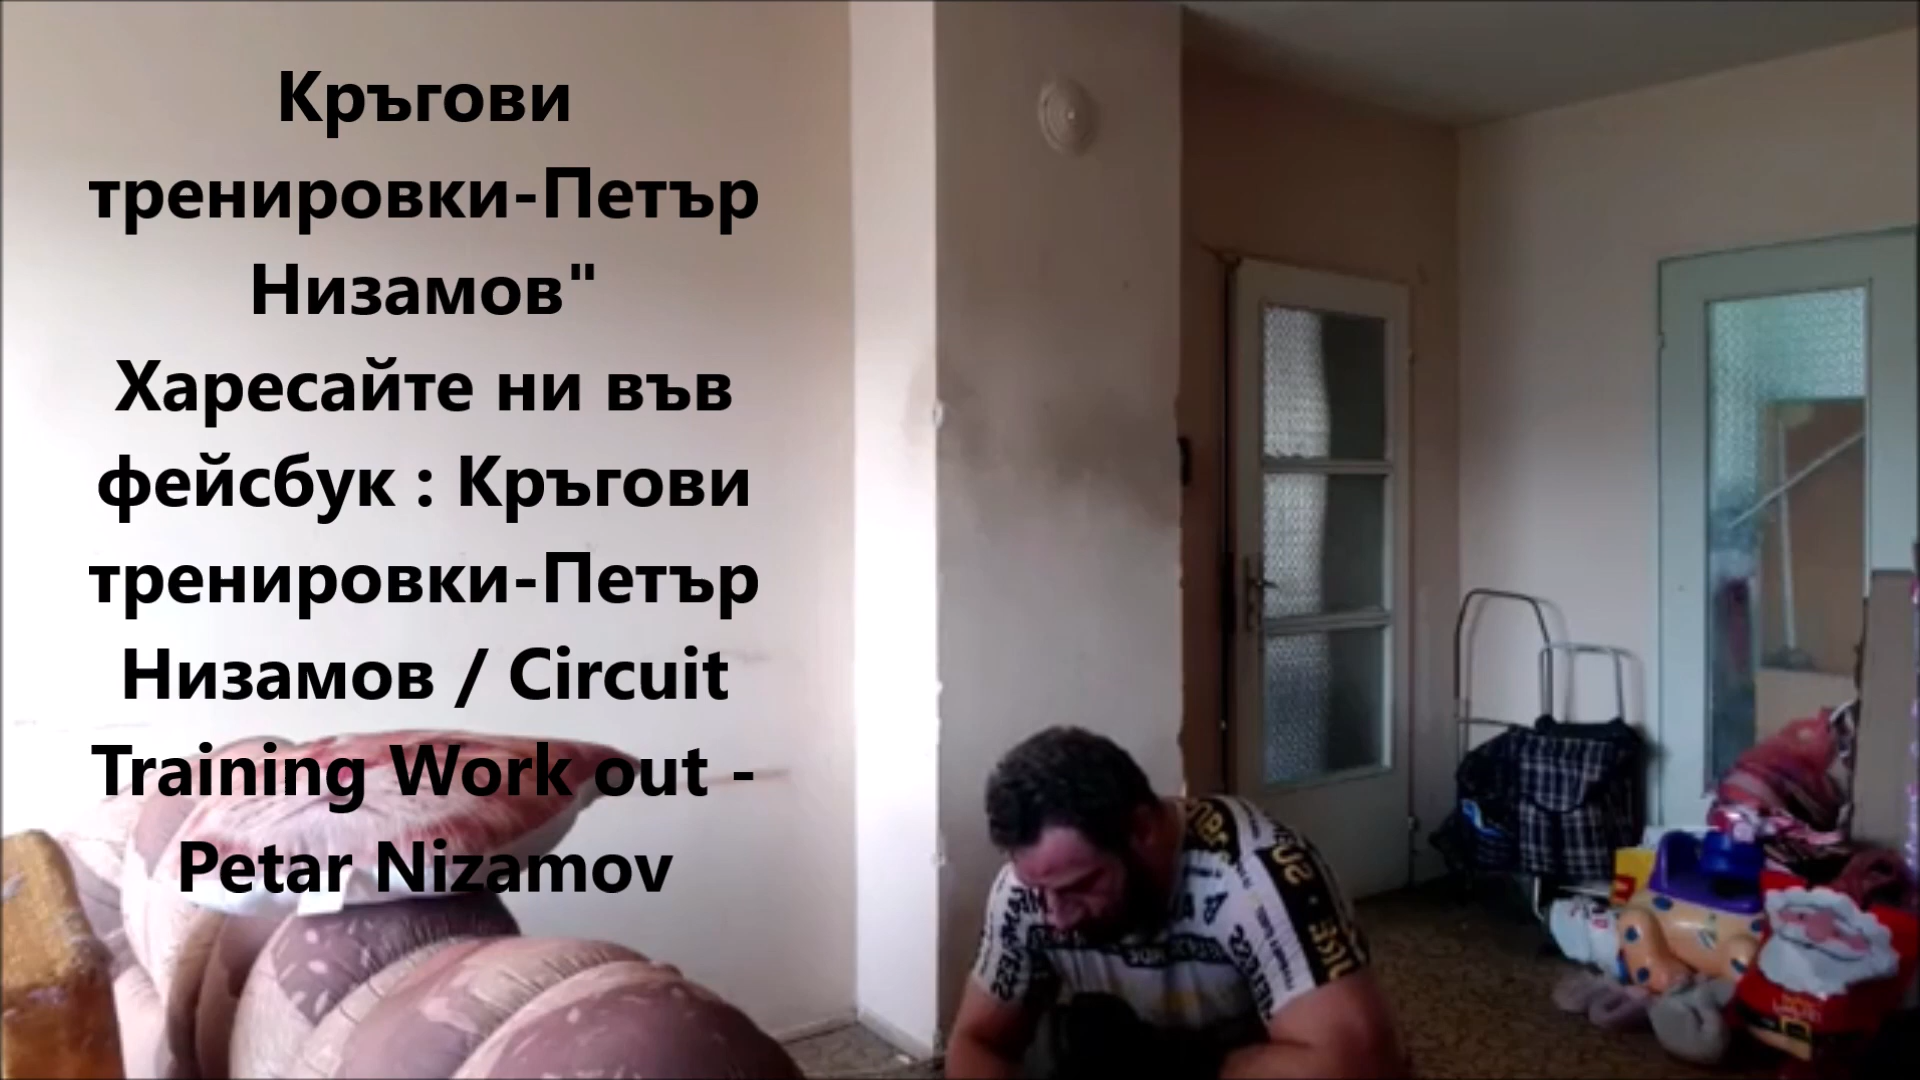 Кръгови
тренировки-Петър
Низамов"
Харесайте ни във
фейсбук : Кръгови
тренировки-Петър
Низамов / Circuit
Training Work out -
Petar Nizamov